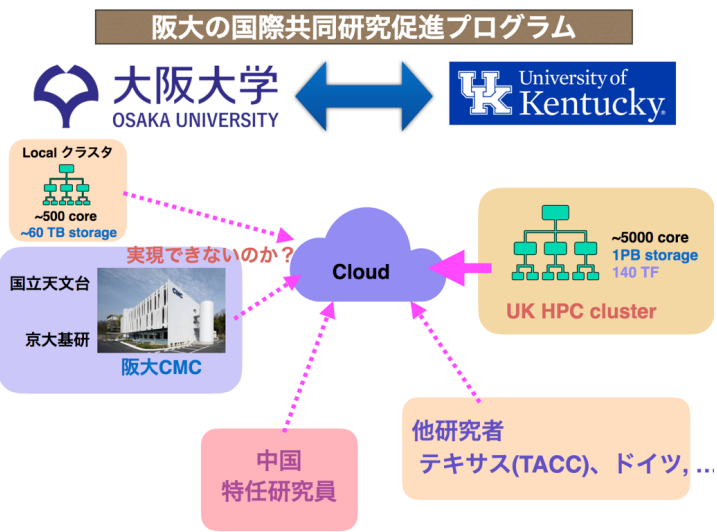 阪大の国際共同研究促進プログラム
大阪大学
OSAKA UNIVERSITY
UK
University of
Kentucky.
Local クラスタ
~500 core
~60 TB storage
実現できないのか？
Cloud
~5000 core
1PB storage
140 TF
UK HPC cluster
国立天文台
CMC
京大基研
阪大CMC
中国
特任研究員
他研究者
テキサス(TACC)、ドイツ, ...